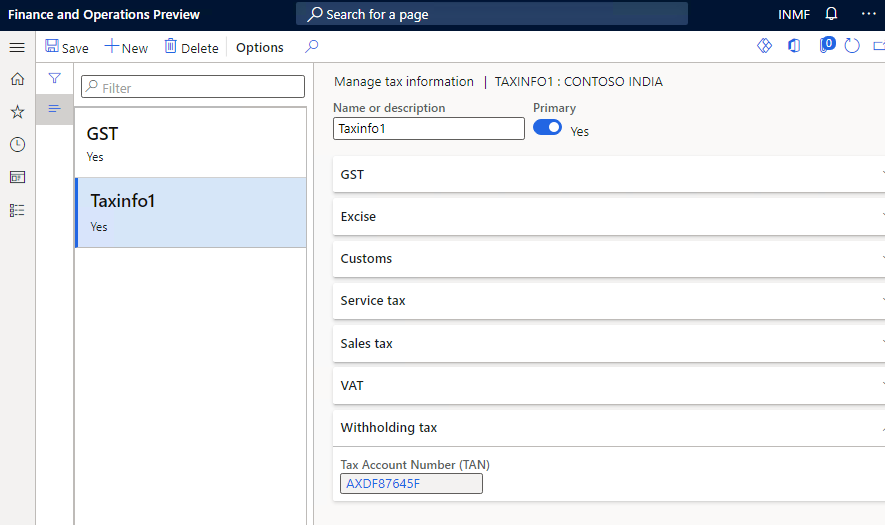 Finance and Operations Preview
Search for a page
INMF
Save
New
Delete
Options
0
Filter
GST
Yes
Taxinfo1
Yes
Manage tax information | TAXINFO1 : CONTOSO INDIA
Name or description
Primary
Taxinfo1
Yes
GST
Excise
Customs
Service tax
Sales tax
VAT
Withholding tax
Tax Account Number (TAN)
AXDF87645F